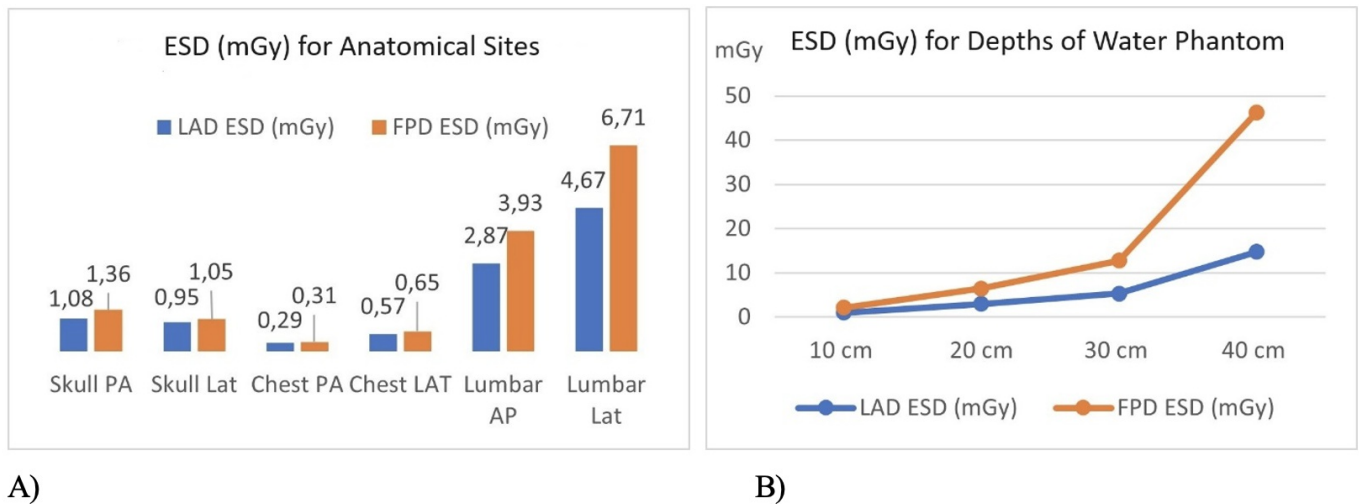 ESD (mGy) for Anatomical Sites
LAD ESD (mGy) FPD ESD (mGy)
1,08 1,36 0,95 1,05 0,29 0,31 0,57 0,65 2,87 3,93 4,67 6,71
Skull PA Skull Lat Chest PA Chest LAT Lumbar AP Lumbar Lat
A)
ESD (mGy) for Depths of Water Phantom
mGy
50
40
30
20
10
0
10 cm 20 cm 30 cm 40 cm
LAD ESD (mGy) FPD ESD (mGy)
B)